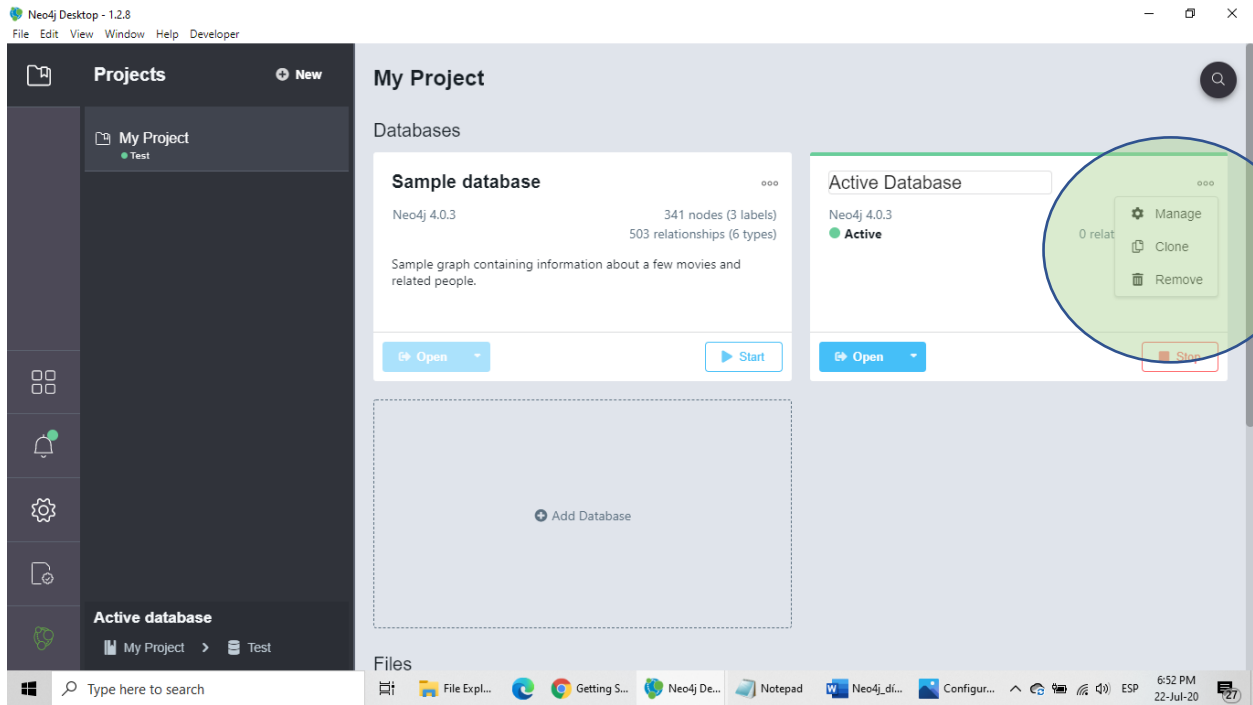 Neo4j Desktop - 1.2.8
File Edit View Window Help Developer
Projects
New
My Project
Test
Active database
My Project > Test
My Project
Databases
Sample database
Neo4j 4.0.3
341 nodes (3 labels)
503 relationships (6 types)
Sample graph containing information about a few movies and
related people.
Open
Start
Active Database
Neo4j 4.0.3
Active
0 relat
Manage
Clone
Remove
Open
Stop
Add Database
Files
Type here to search
File Expl...
Getting S...
Neo4j De...
Notepad
Neo4j_dí...
Configur...
ESP
6:52 PM
22-Jul-20
27